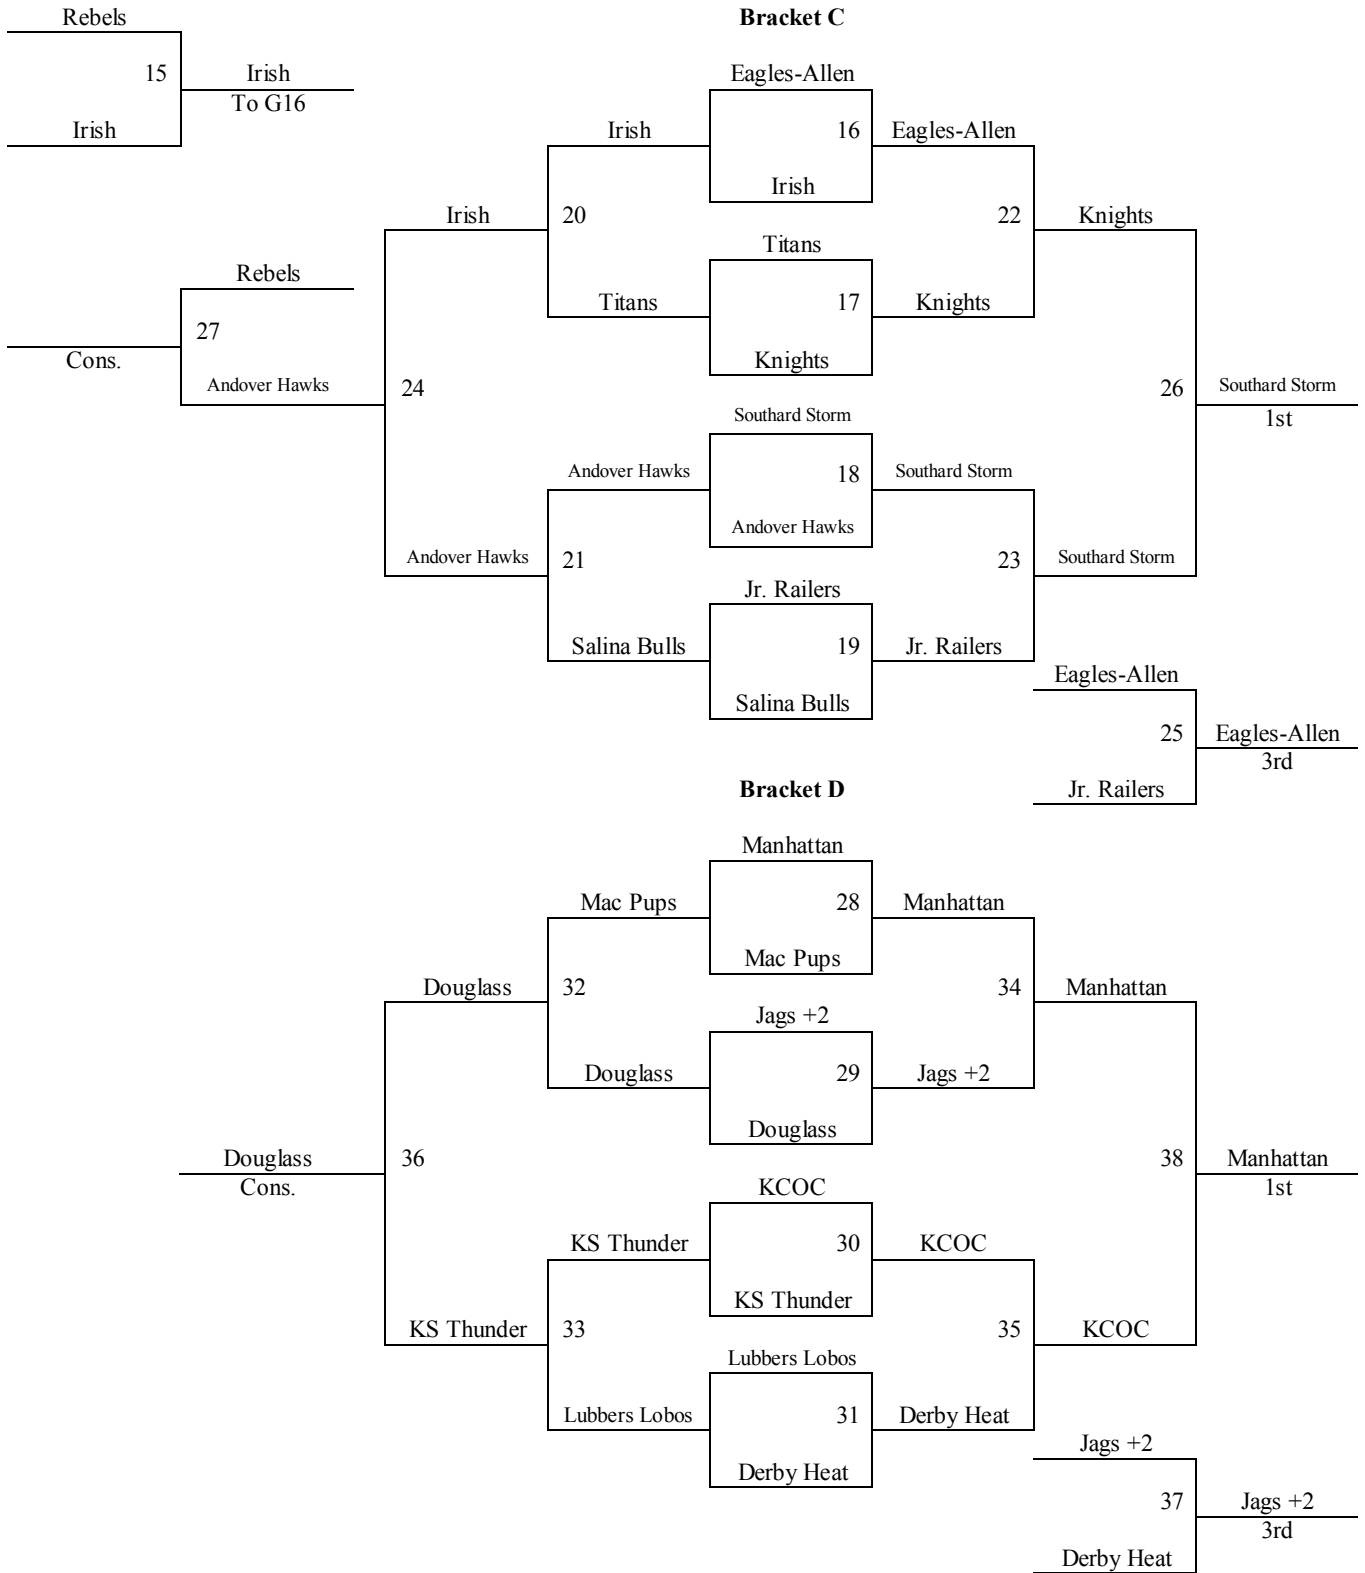 Rebels
Bracket C
15
Irish
Eagles-Allen
To G16
Irish
Irish
16
Eagles-Allen
Irish
Irish
20
22
Knights
Titans
Rebels
Titans
17
Knights
27
Cons.
Knights
Andover Hawks
24
26
Southard Storm
1st
Southard Storm
Andover Hawks
18
Southard Storm
Andover Hawks
Andover Hawks
21
23
Southard Storm
Jr. Railers
Salina Bulls
19
Jr. Railers
Eagles-Allen
Salina Bulls
25
Eagles-Allen
3rd
Bracket D
Jr. Railers
Manhattan
Mac Pups
28
Manhattan
Mac Pups
Douglass
32
34
Manhattan
Jags +2
Douglass
29
Jags +2
Douglass
Douglass
36
38
Manhattan
Cons.
1st
KCOC
KS Thunder
30
KCOC
KS Thunder
KS Thunder
33
35
KCOC
Lubbers Lobos
Lubbers Lobos
31
Derby Heat
Jags +2
Derby Heat
37
Jags +2
3rd
Derby Heat